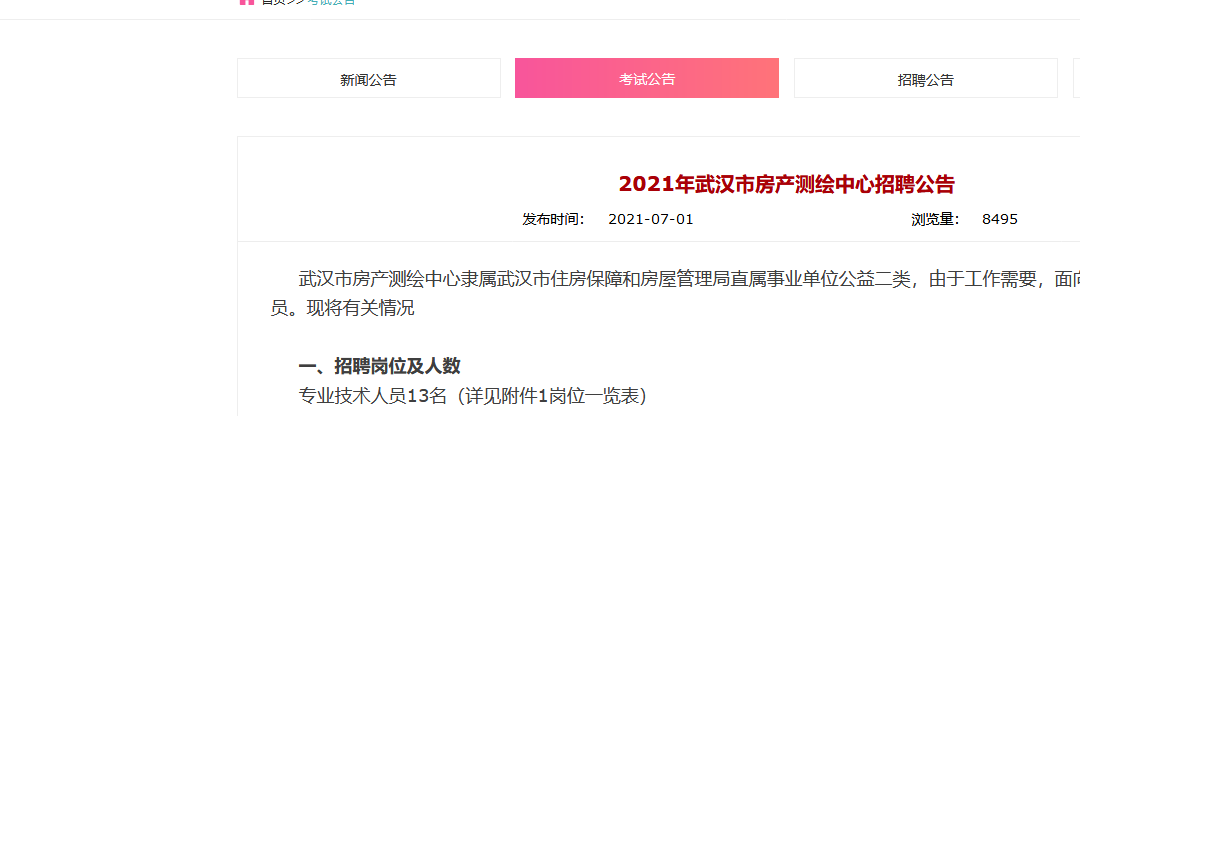 首页>> 考试公告
新闻公告
考试公告
招聘公告
2021年武汉市房产测绘中心招聘公告
发布时间： 2021-07-01 浏览量： 8495
武汉市房产测绘中心隶属武汉市住房保障和房屋管理局直属事业单位公益二类，由于工作需要，面向
员。现将有关情况
一、招聘岗位及人数
专业技术人员13名（详见附件1岗位一览表）